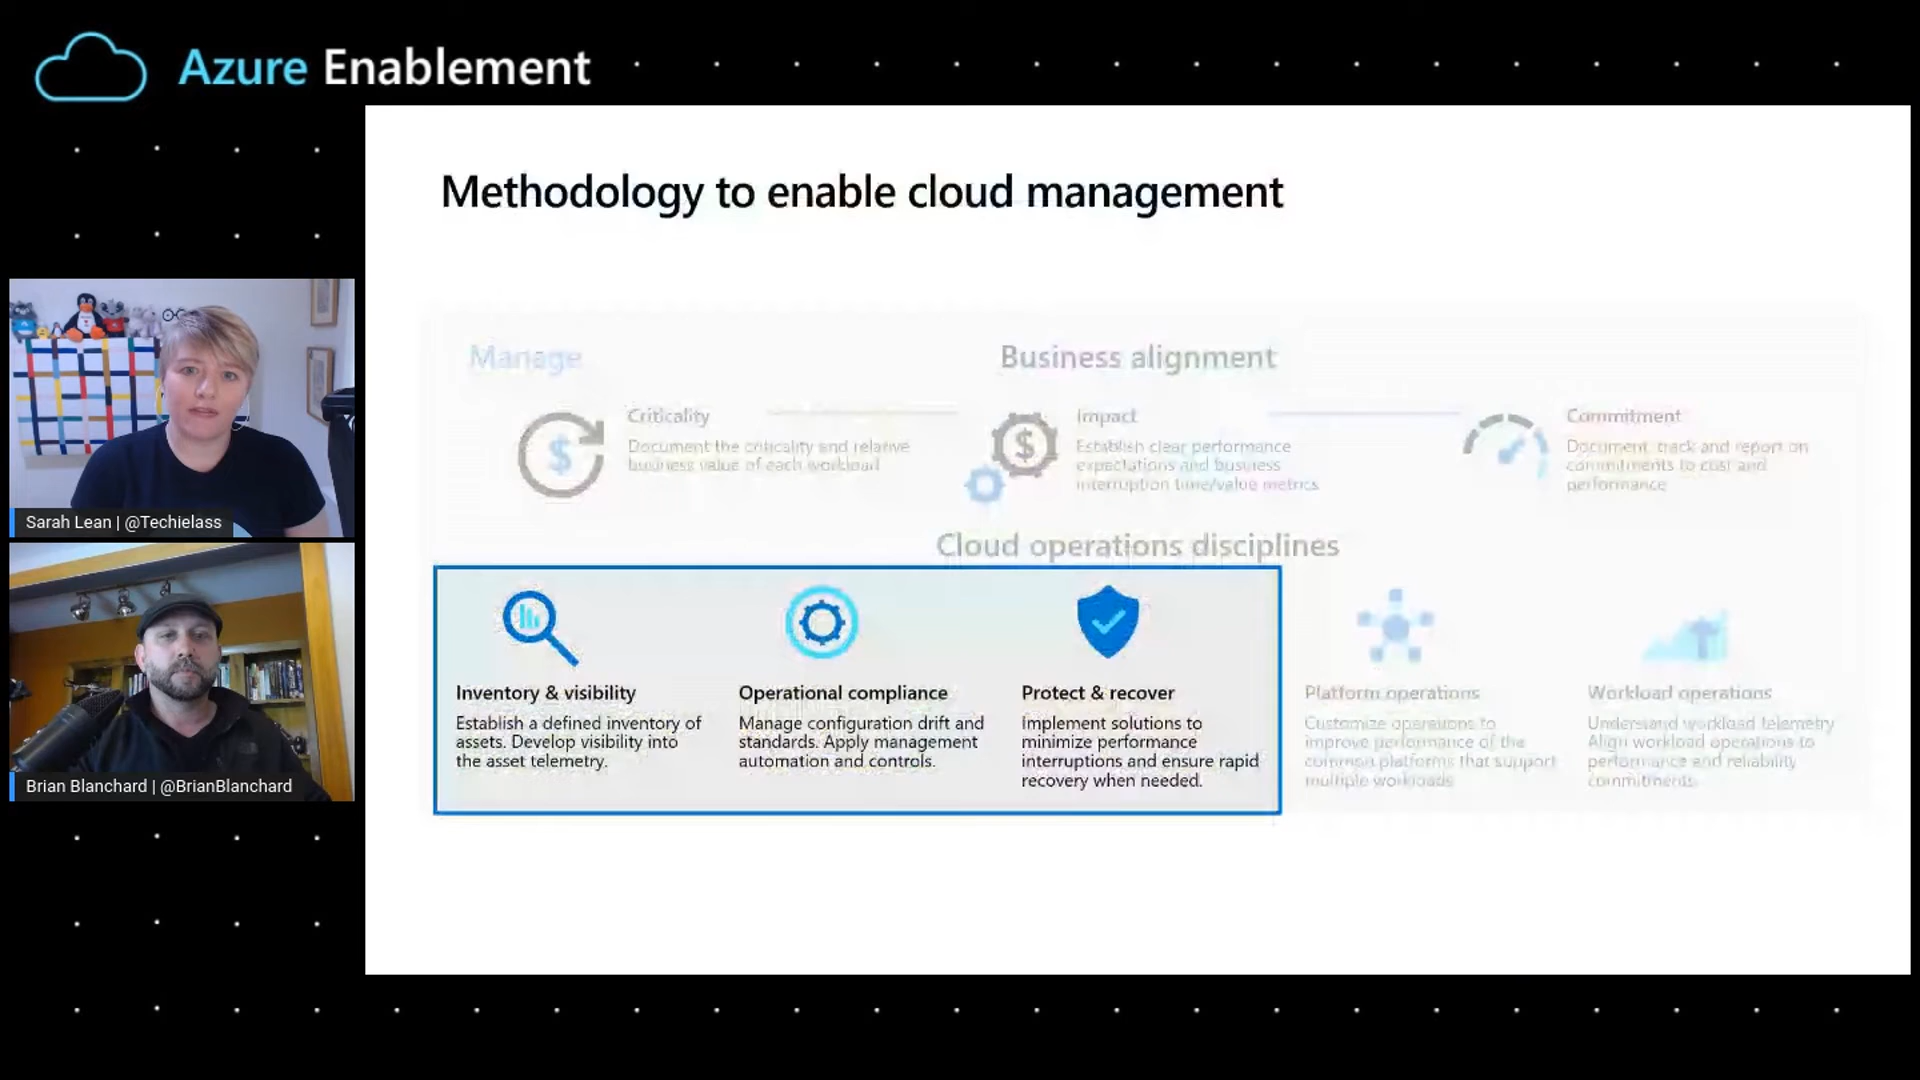 Azure Enablement
Methodology to enable cloud management
Manage
Business alignment
Criticality
Document the criticality and relative
business value of each workload
Impact
Establish clear performance
expectations and business
interruption time/value metrics
Commitment
Document, track and report on
commitments to cost and
performance
Cloud operations disciplines
Inventory & visibility
Establish a defined inventory of
assets. Develop visibility into
the asset telemetry.
Operational compliance
Manage configuration drift and
standards. Apply management
automation and controls.
Protect & recover
Implement solutions to
minimize performance
interruptions and ensure rapid
recovery when needed.
Platform operations
Customize operations to
improve performance of the
common platforms that support
multiple workloads
Workload operations
Understand workload telemetry
Align workload operations to
performance and reliability
commitments.
Sarah Lean | @Techielass
Brian Blanchard | @BrianBlanchard